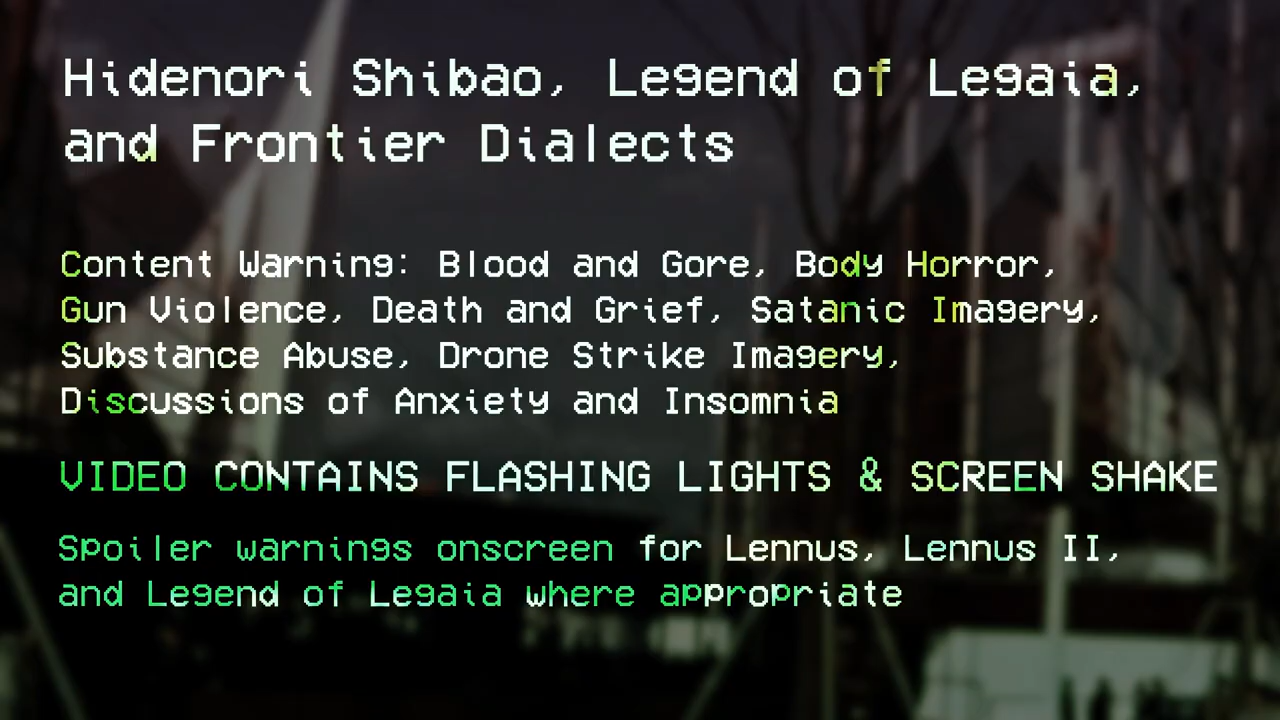 Hidenori Shibao, Legend of Legaia,
and Frontier Dialects
Content Warning: Blood and Gore, Body Horror,
Gun Violence, Death and Grief, Satanic Imagery,
Substance Abuse, Drone Strike Imagery,
Discussions of Anxiety and Insomnia
VIDEO CONTAINS FLASHING LIGHTS & SCREEN SHAKE
Spoiler warnings onscreen for Lennus, Lennus II,
and Legend of Legaia where appropriate